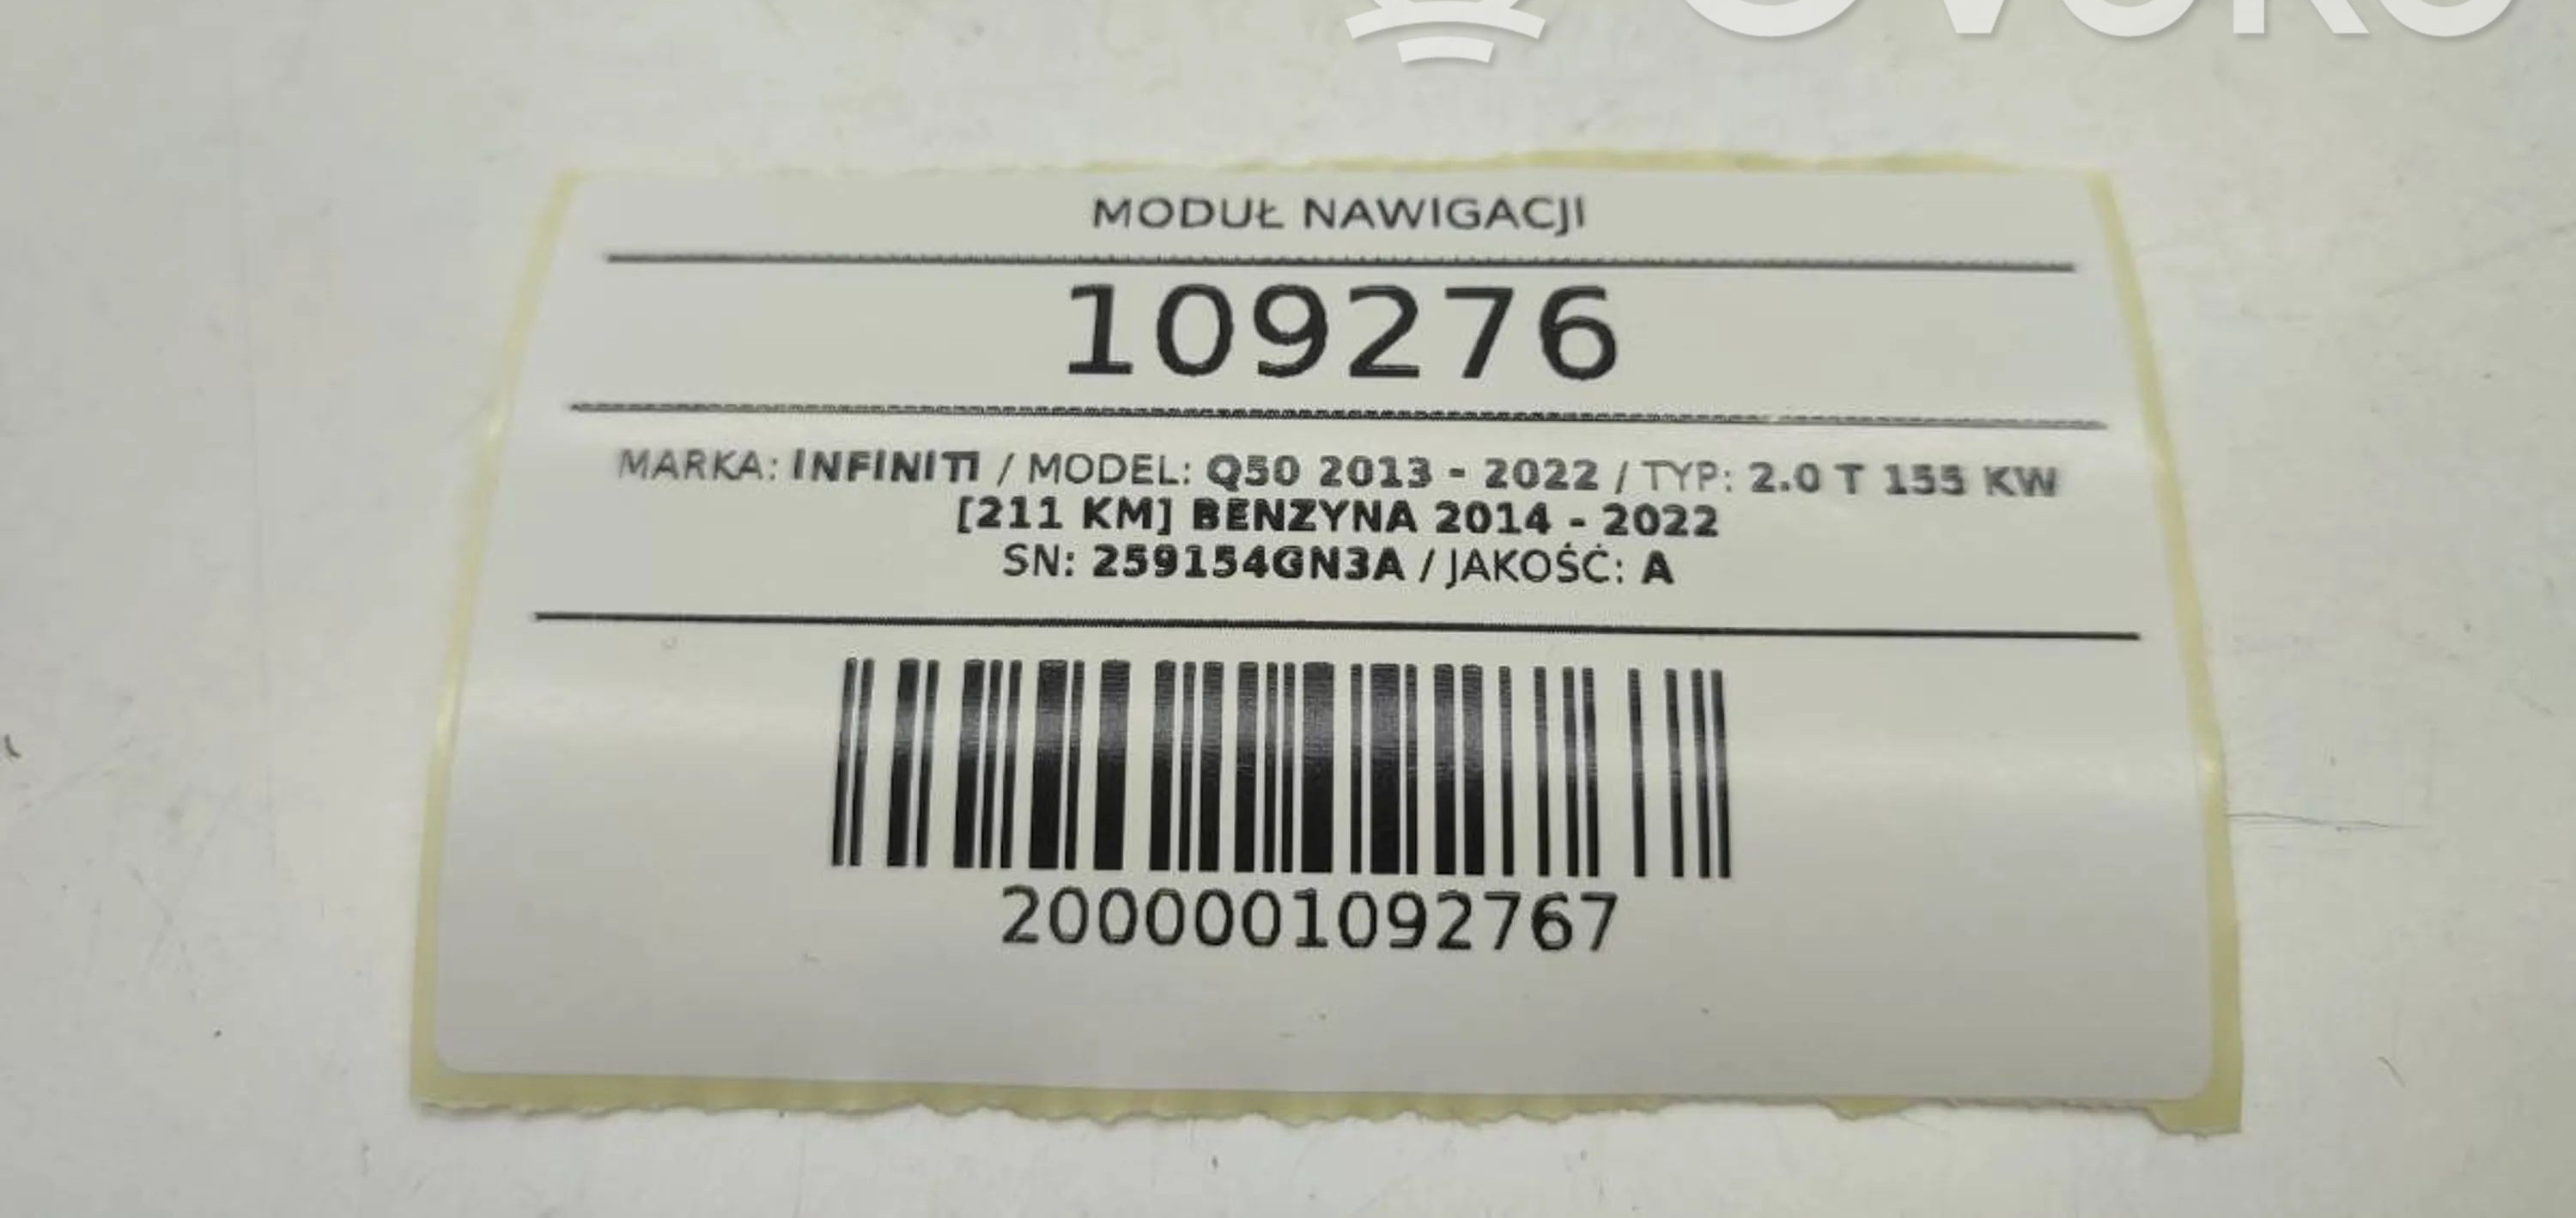 MODUŁ NAWIGACJI
109276
MARKA: INFINITI / MODEL: Q50 2013 - 2022 / TYP: 2.0 T 155 KW
[211 KM] BENZYNA 2014 - 2022
SN: 259154GN3A / JAKOŚĆ: A
2000001092767